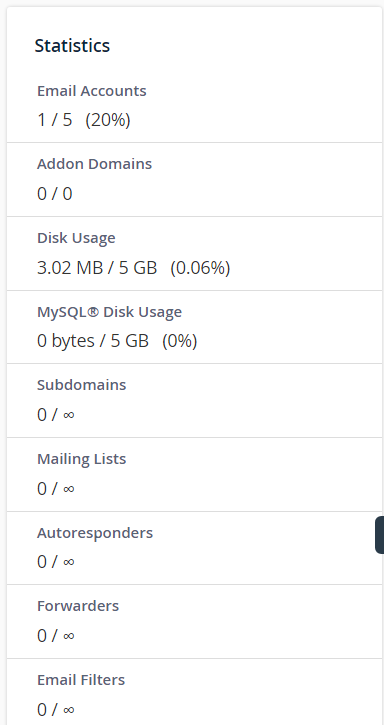 Statistics
Email Accounts
1 / 5 (20%)
Addon Domains
0 / 0
Disk Usage
3.02 MB / 5 GB (0.06%)
MySQL® Disk Usage
0 bytes / 5 GB (0%)
Subdomains
0 / ∞
Mailing Lists
0 / ∞
Autoresponders
0 / ∞
Forwarders
0 / ∞
Email Filters
0 / ∞